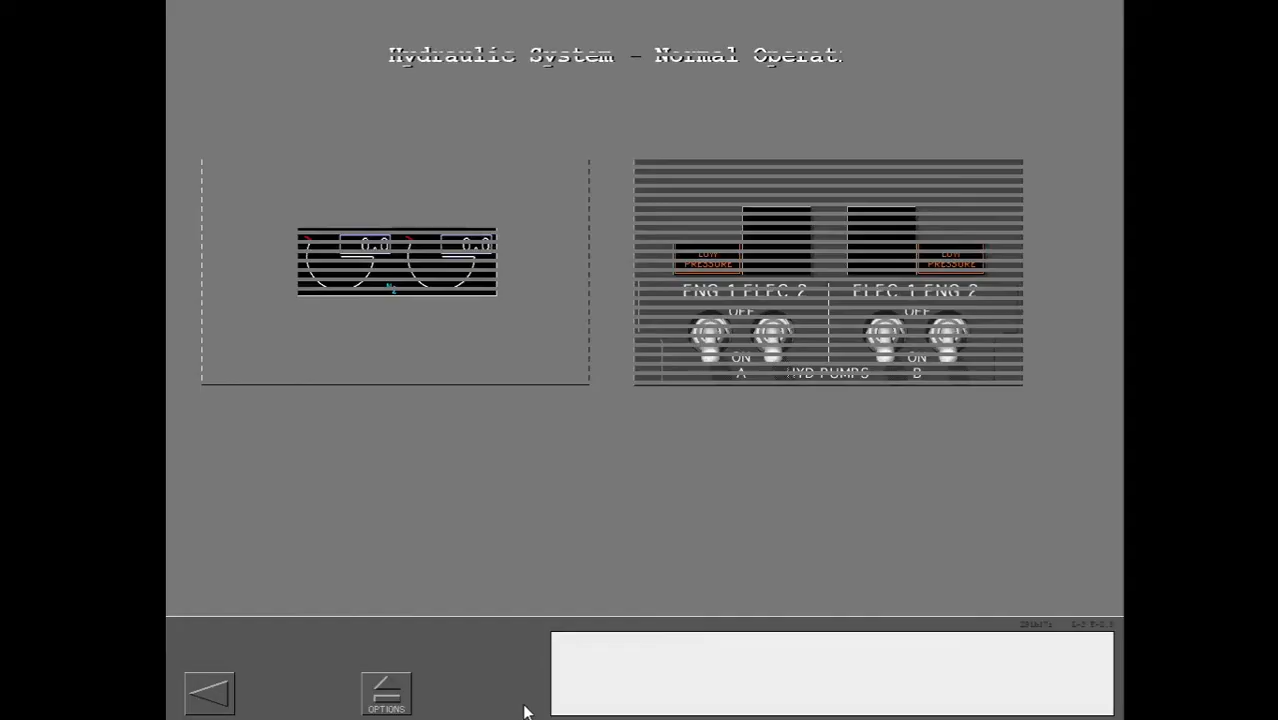 Hydraulic System - Normal Operat
0.0 0.0
N2
LOW PRESSURE
LOW PRESSURE
ENG 1 ELEC 2 ELEC 1 ENG 2
OFF OFF
ON ON
A HYD PUMPS B
OPTIONS